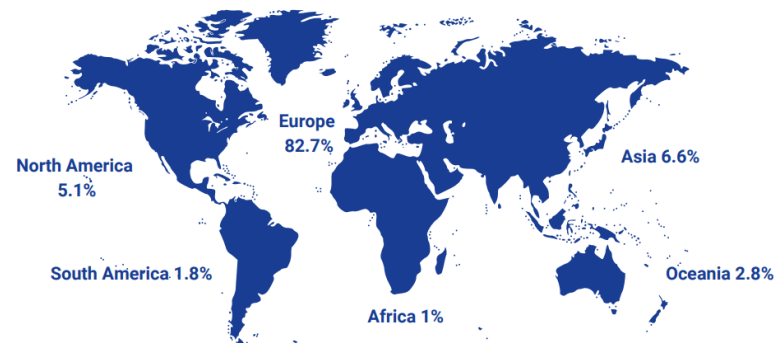 Europe
82.7%
North America
5.1%
Asia 6.6%
South America 1.8%
Oceania 2.8%
Africa 1%